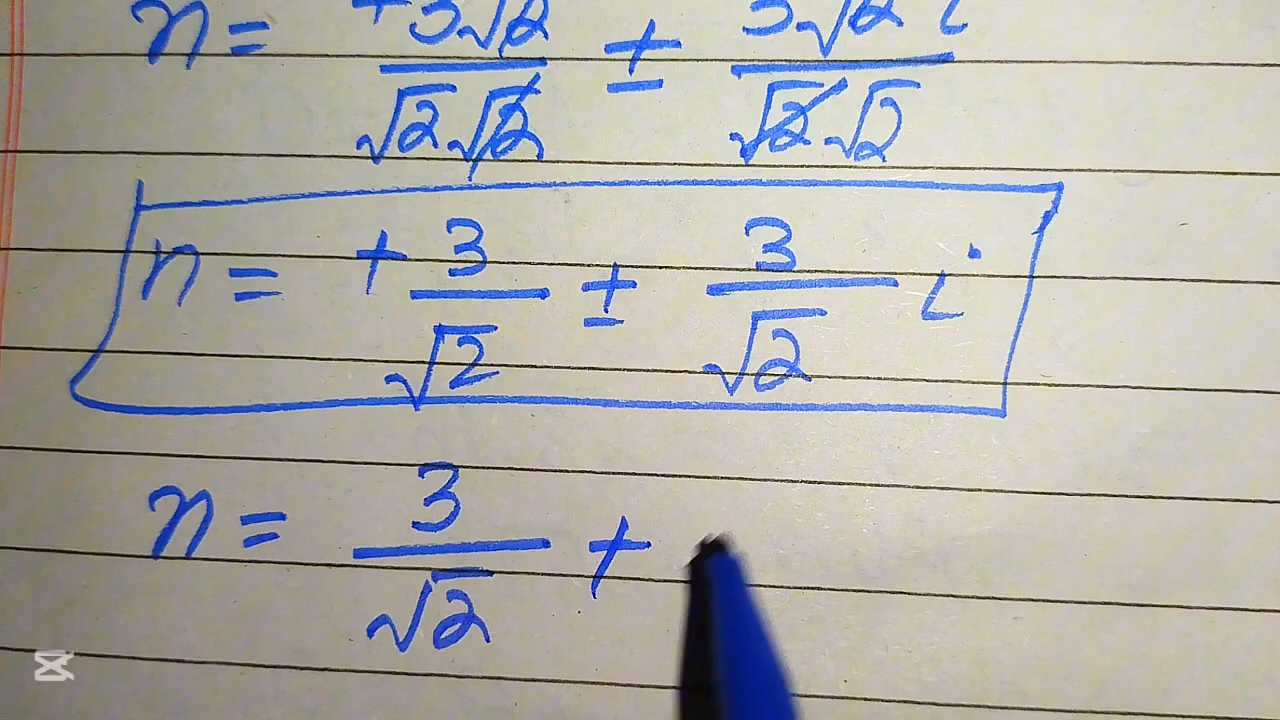 n = +3√2/√2√2 ± 3√2 i/√2√2
n = +3/√2 ± 3/√2 i
n = 3/√2 +